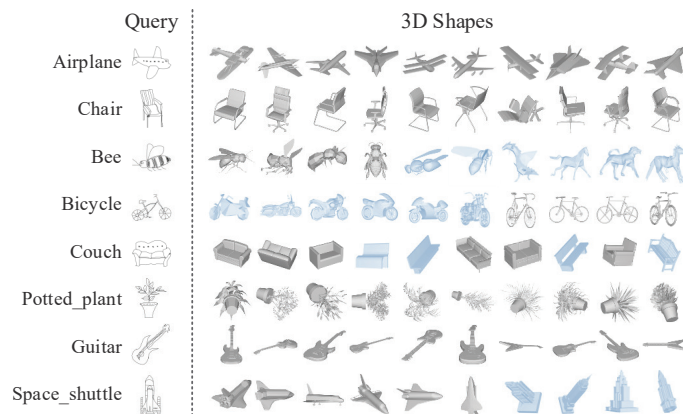 Query 3D Shapes
Airplane
Chair
Bee
Bicycle
Couch
Potted_plant
Guitar
Space_shuttle